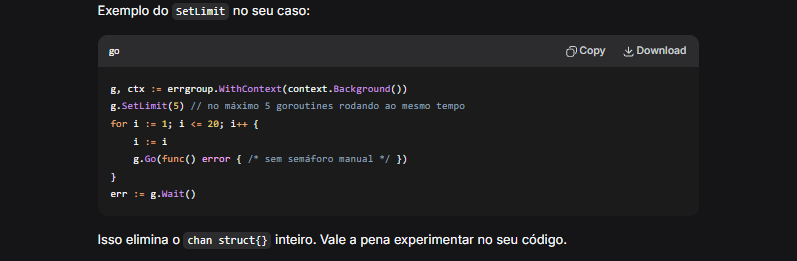 Exemplo do SetLimit no seu caso:
go
Copy
Download
g, ctx := errgroup.WithContext(context.Background())
g.SetLimit(5) // no máximo 5 goroutines rodando ao mesmo tempo
for i := 1; i <= 20; i++ {
    i := i
    g.Go(func() error { /* sem semáforo manual */ })
}
err := g.Wait()
Isso elimina o chan struct{} inteiro. Vale a pena experimentar no seu código.